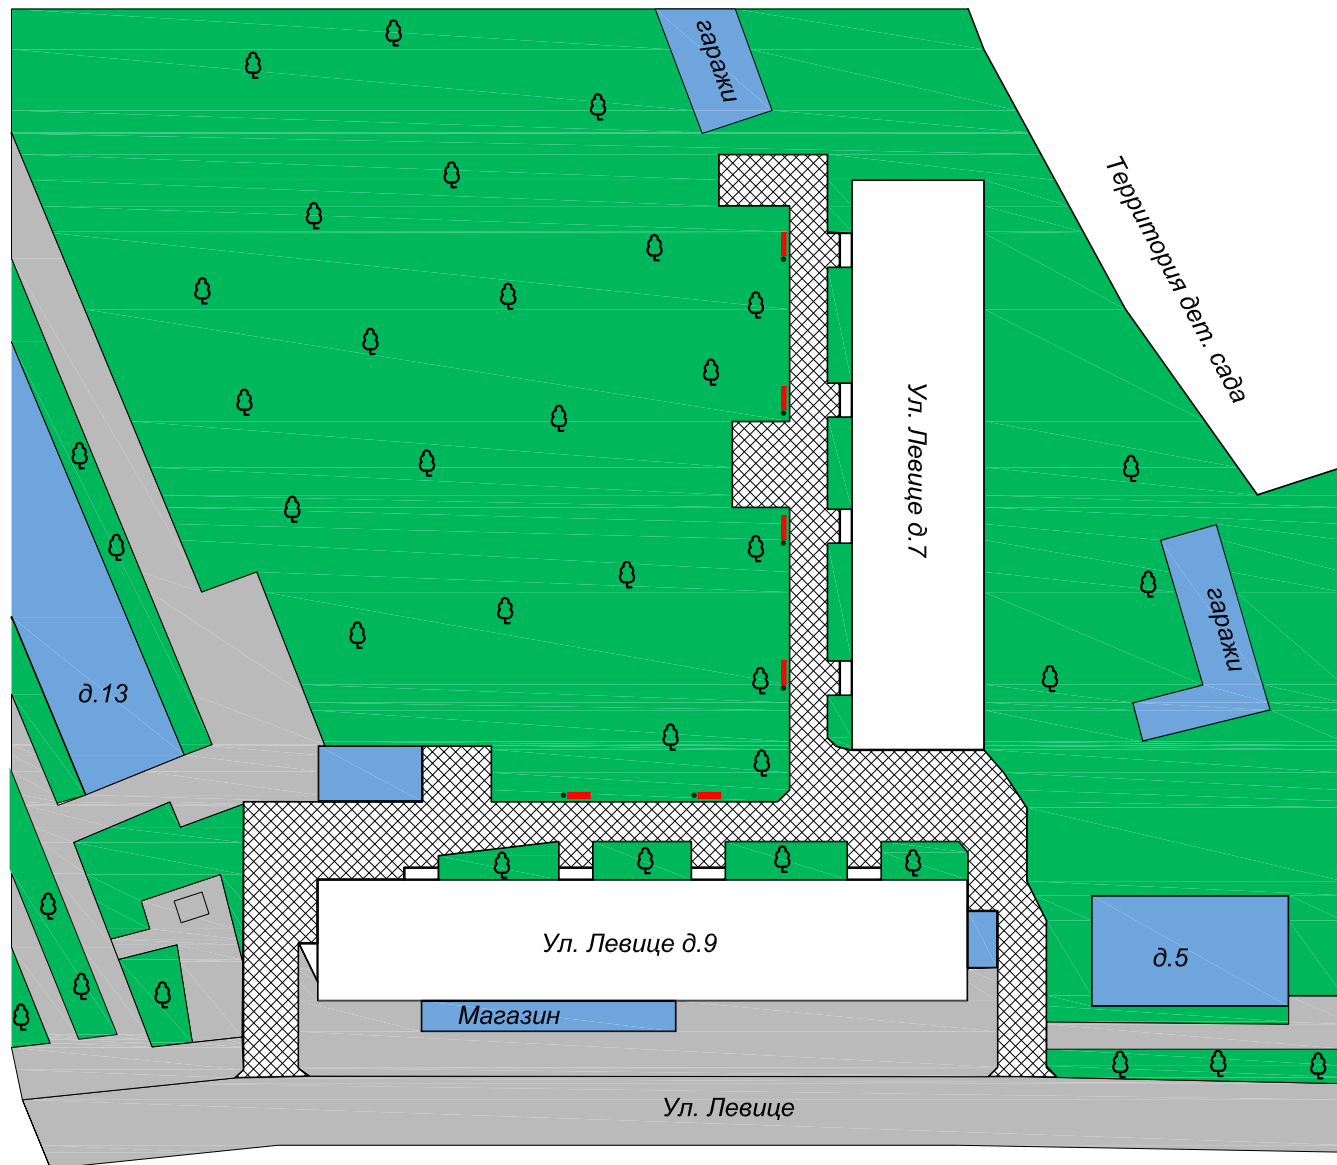 гаражи
Территория дет. сада
Ул. Левице д.7
гаражи
д.13
Ул. Левице д.9
д.5
Магазин
Ул. Левице